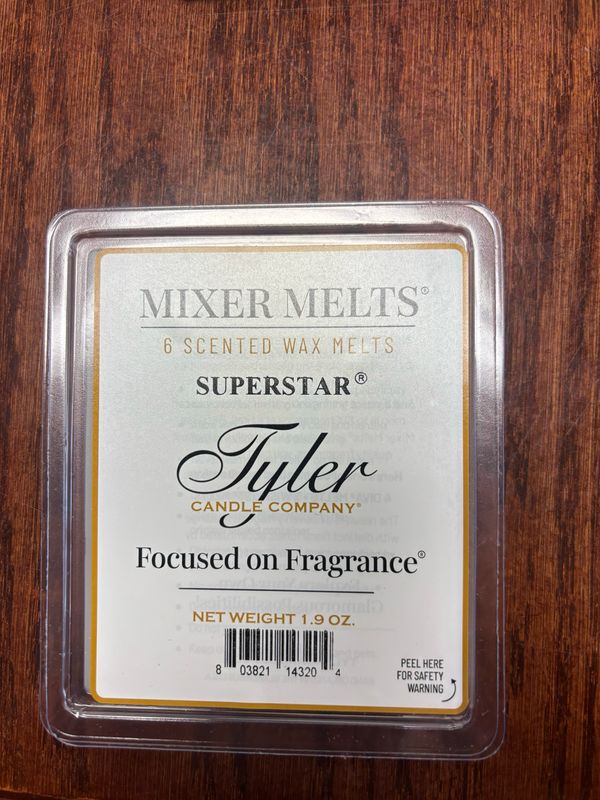 MIXER MELTS®
6 SCENTED WAX MELTS
SUPERSTAR®
Tyler
CANDLE COMPANY®
Focused on Fragrance®
NET WEIGHT 1.9 OZ.
8 03821 14320 4
PEEL HERE
FOR SAFETY
WARNING